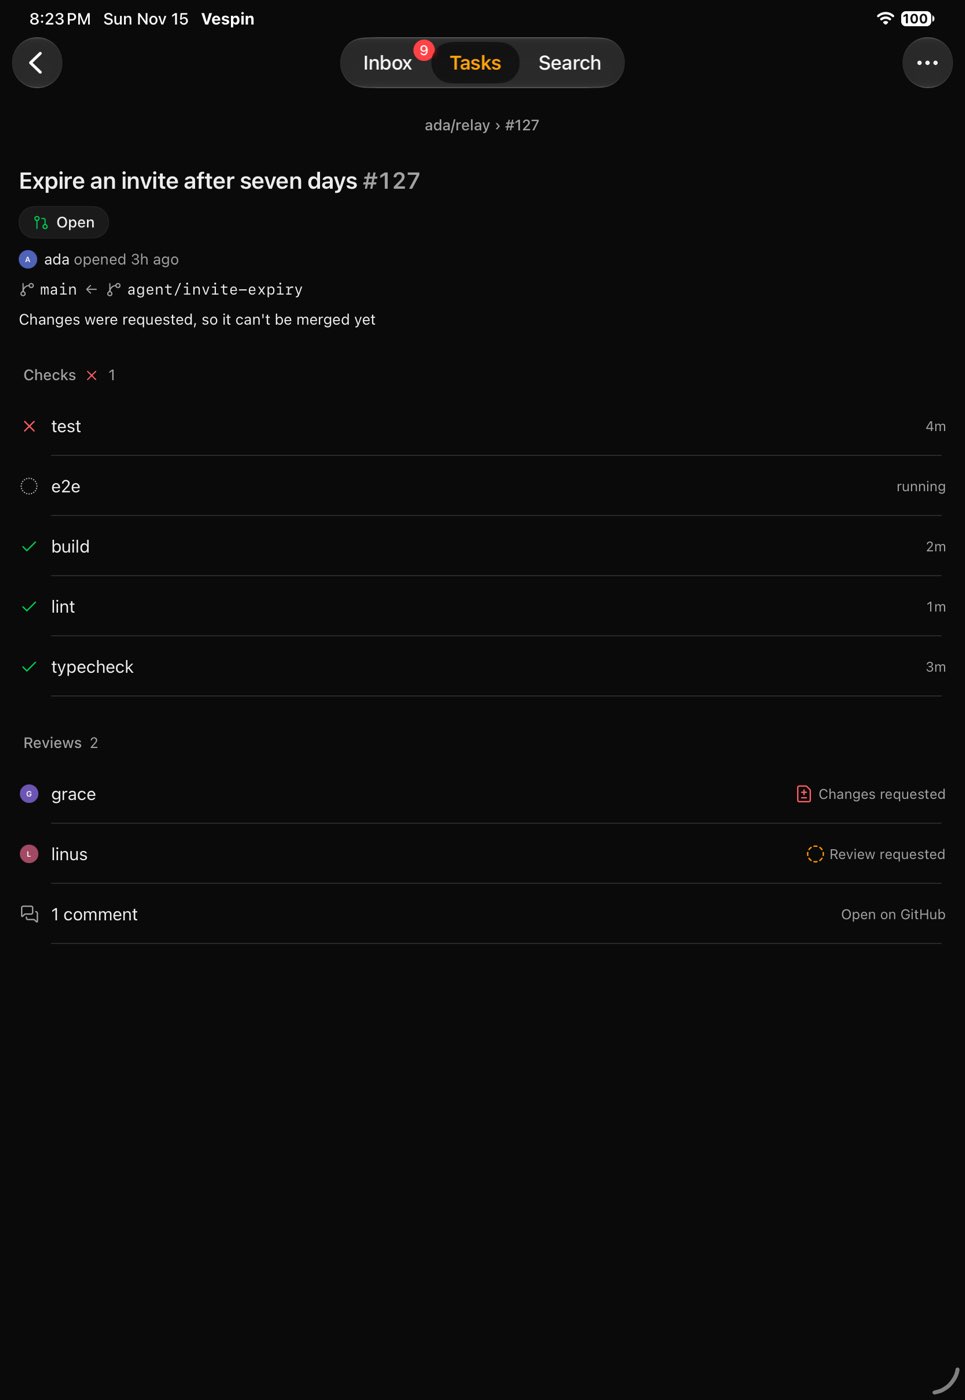 8:23 PM Sun Nov 15 Vespin 100
Inbox 9 Tasks Search
ada/relay › #127
Expire an invite after seven days #127
Open
A ada opened 3h ago
main ← agent/invite-expiry
Changes were requested, so it can't be merged yet
Checks 1
test 4m
e2e running
build 2m
lint 1m
typecheck 3m
Reviews 2
G grace Changes requested
L linus Review requested
1 comment Open on GitHub